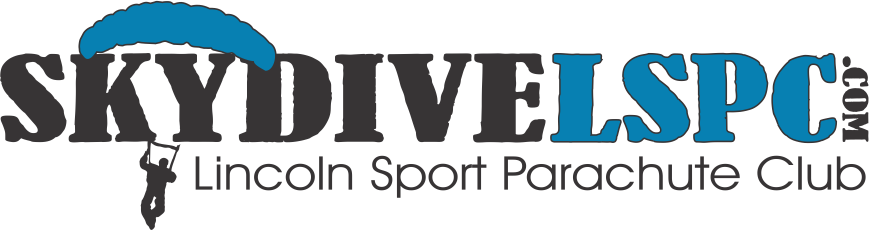 SKYDIVELSPC.COM
Lincoln Sport Parachute Club